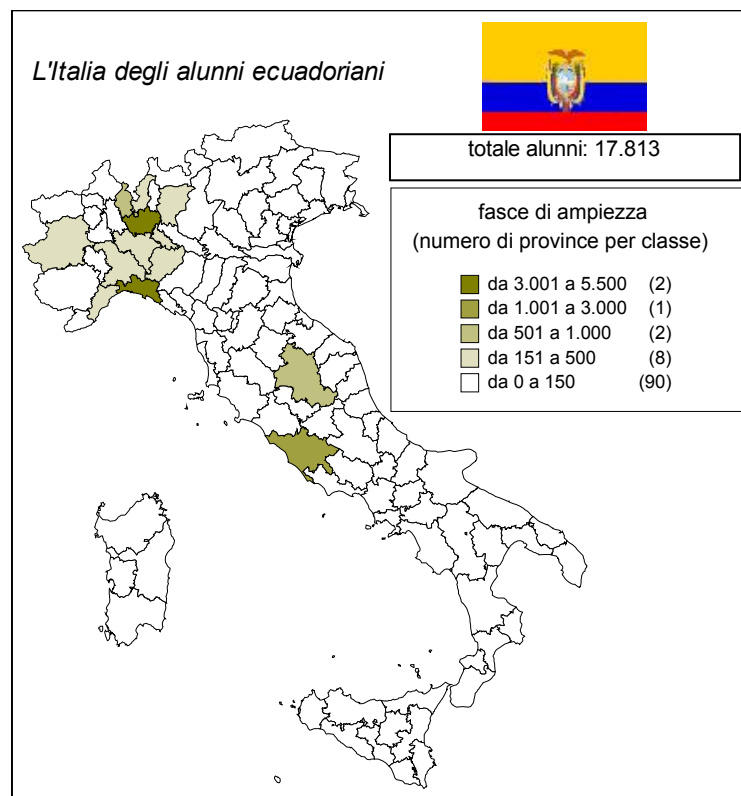 L'Italia degli alunni ecuadoriani
totale alunni: 17.813
fasce di ampiezza
(numero di province per classe)
da 3.001 a 5.500 (2)
da 1.001 a 3.000 (1)
da 501 a 1.000 (2)
da 151 a 500 (8)
da 0 a 150 (90)